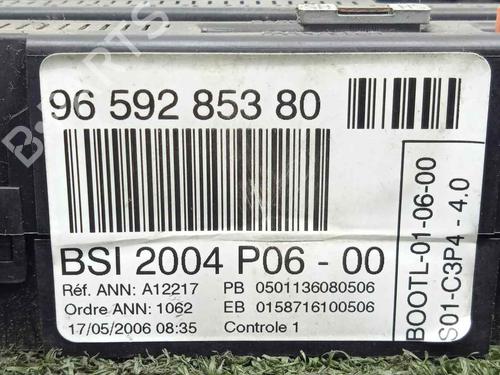 96 592 853 80
BSI 2004 P06 - 00
Réf. ANN: A12217 PB 0501136080506
Ordre ANN: 1062 EB 0158716100506
17/05/2006 08:35 Controle 1
BOOTL-01-06-00
S01-C3P4 - 4.0